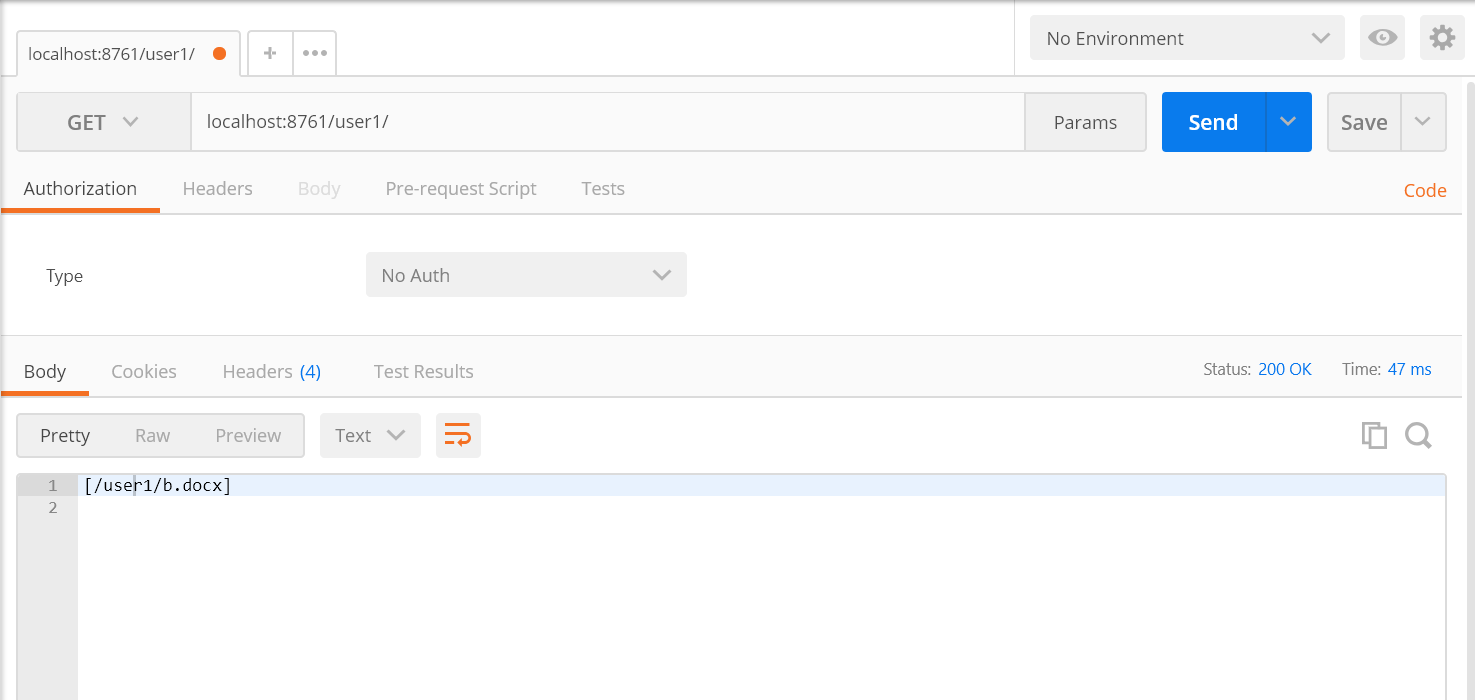 localhost:8761/user1/
No Environment
GET localhost:8761/user1/ Params Send Save
Authorization Headers Body Pre-request Script Tests Code
Type No Auth
Body Cookies Headers (4) Test Results Status: 200 OK Time: 47 ms
Pretty Raw Preview Text
1 [/user1/b.docx]
2